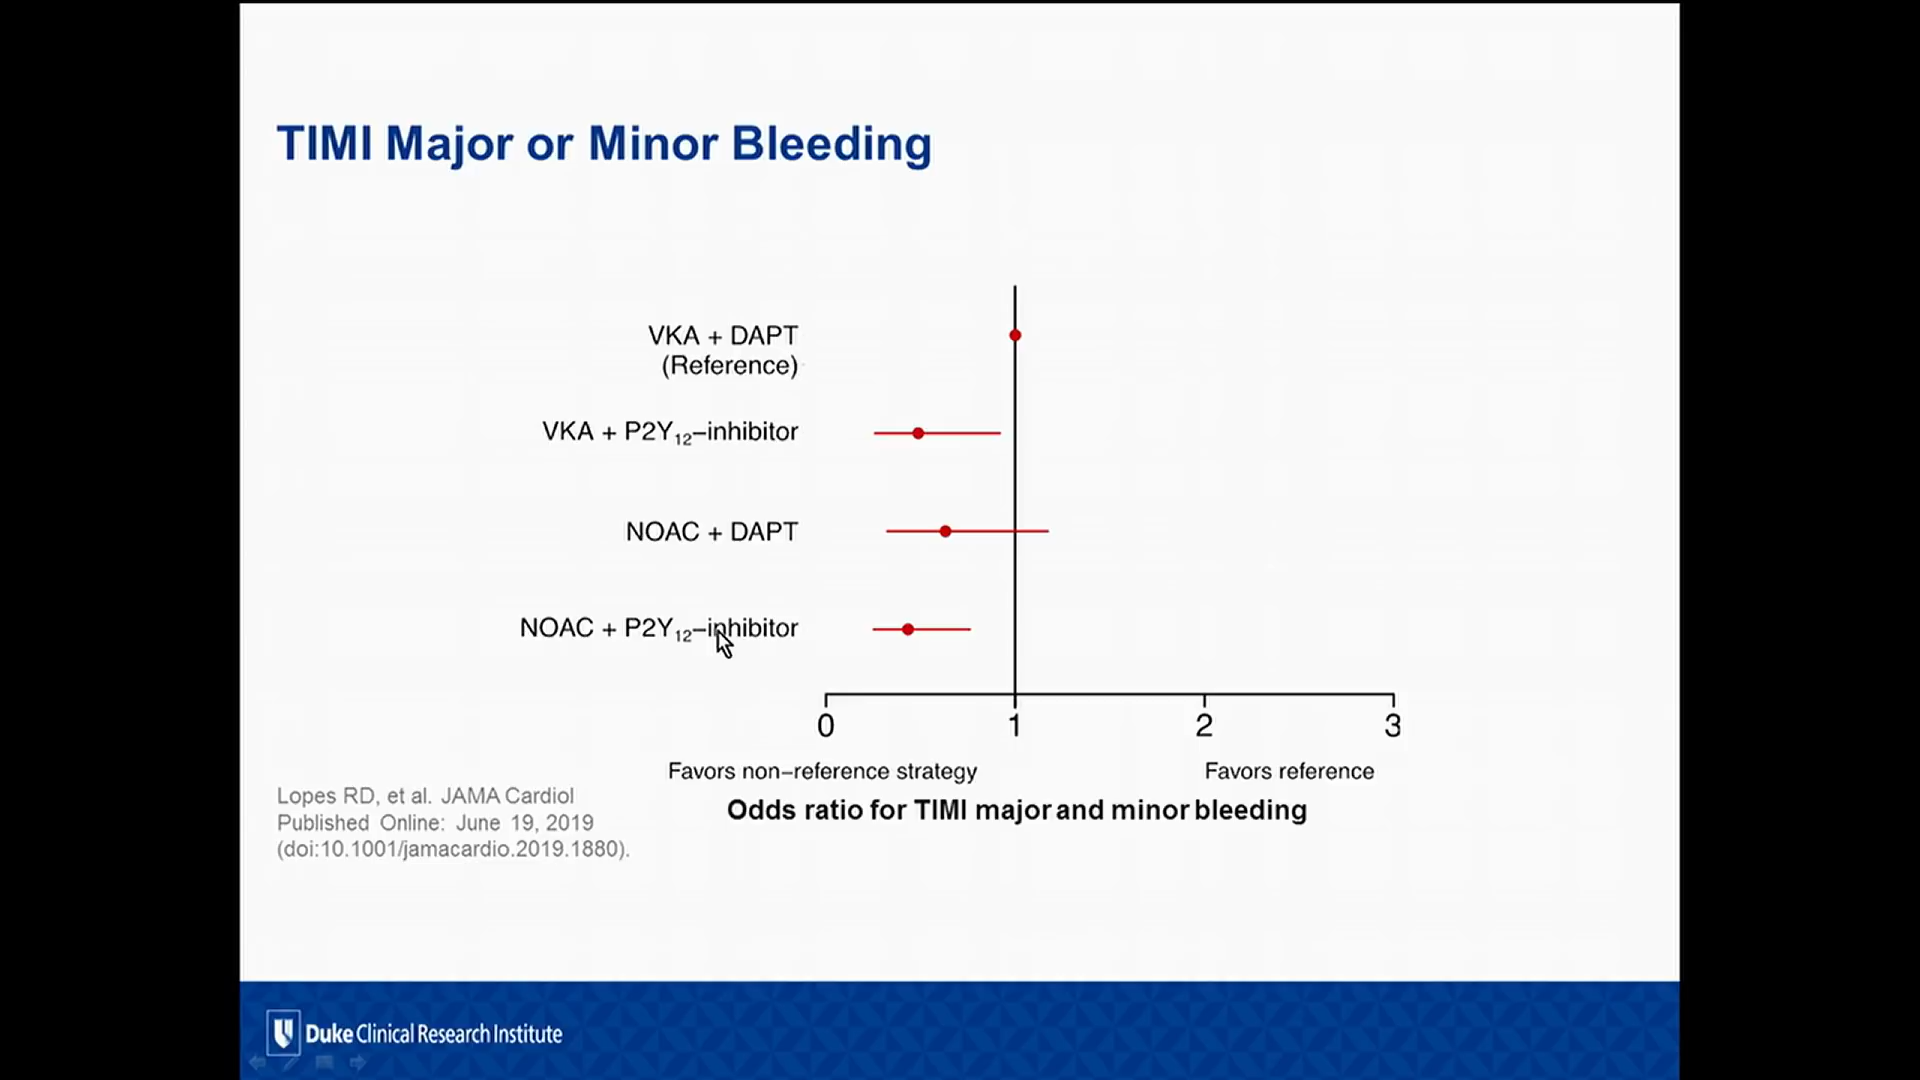 TIMI Major or Minor Bleeding
VKA + DAPT
(Reference)
VKA + P2Y12–inhibitor
NOAC + DAPT
NOAC + P2Y12–inhibitor
0 1 2 3
Favors non–reference strategy Favors reference
Odds ratio for TIMI major and minor bleeding
Lopes RD, et al. JAMA Cardiol
Published Online: June 19, 2019
(doi:10.1001/jamacardio.2019.1880).
Duke Clinical Research Institute